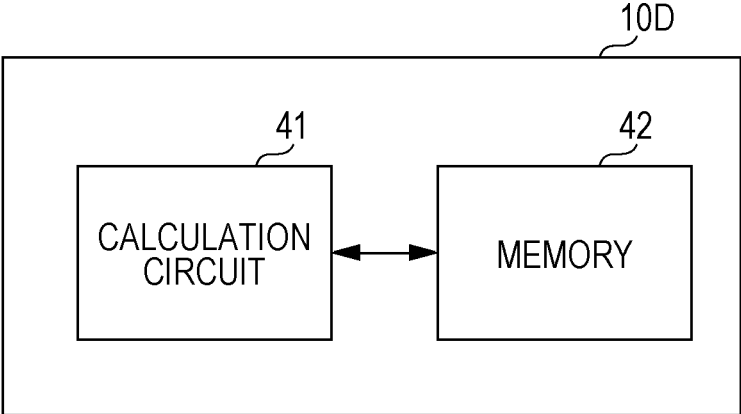 10D
41
42
CALCULATION
CIRCUIT
MEMORY